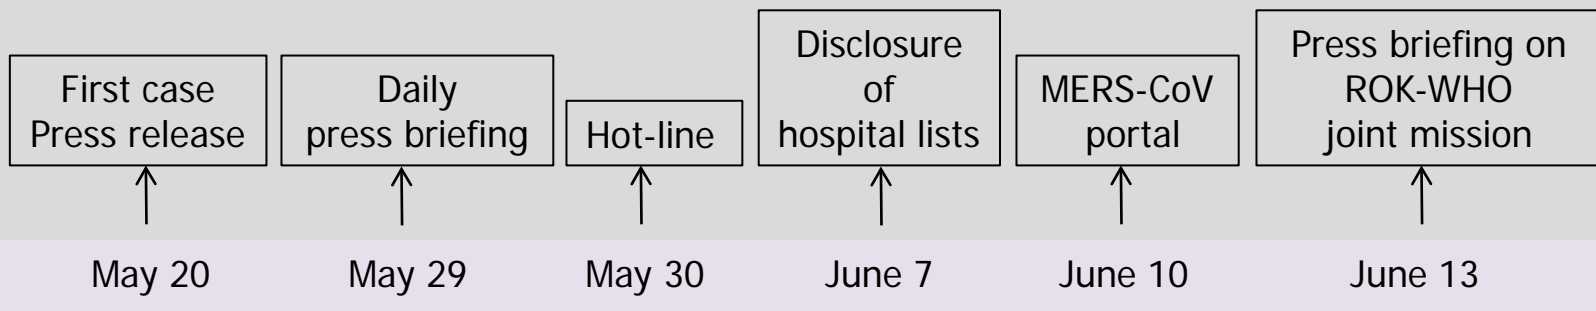 First case
Press release
Daily
press briefing
Hot-line
Disclosure
of
hospital lists
MERS-CoV
portal
Press briefing on
ROK-WHO
joint mission
May 20
May 29
May 30
June 7
June 10
June 13